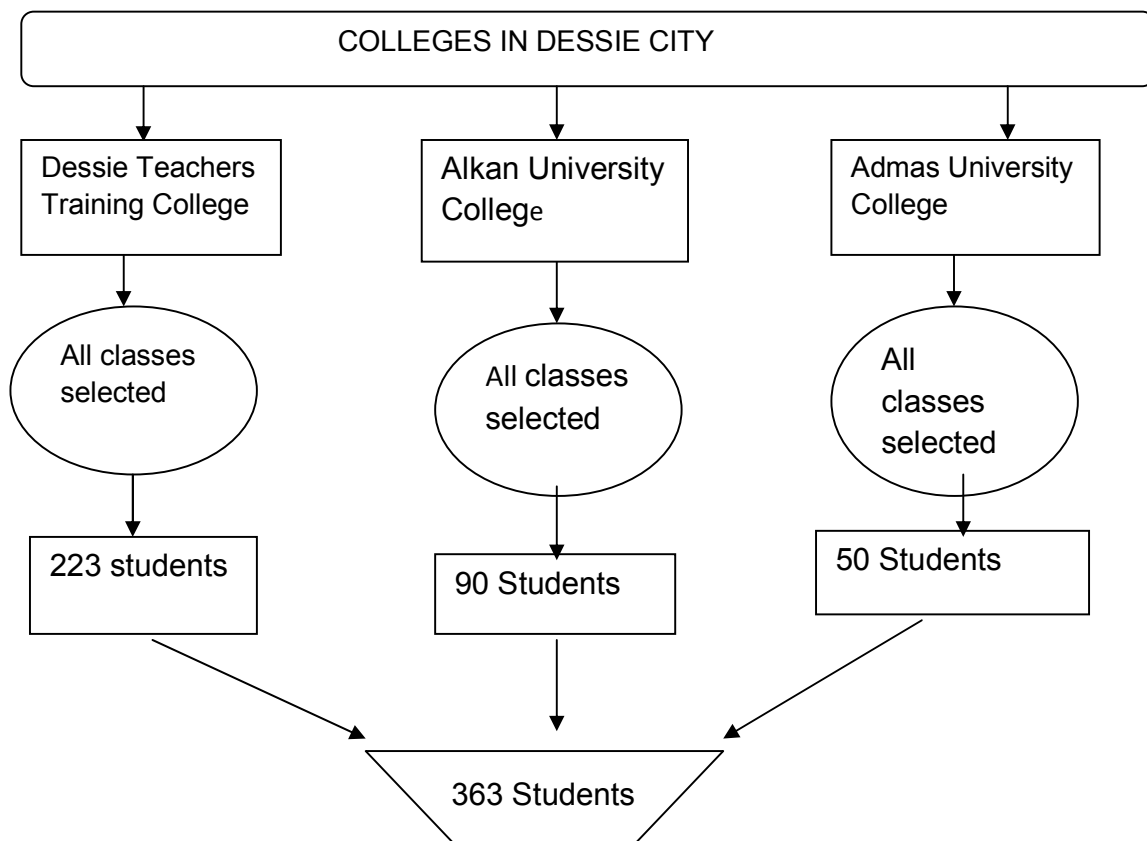 COLLEGES IN DESSIE CITY
Dessie Teachers
Training College
Alkan University
College
Admas University
College
All classes
selected
All classes
selected
All
classes
selected
223 students
90 Students
50 Students
363 Students